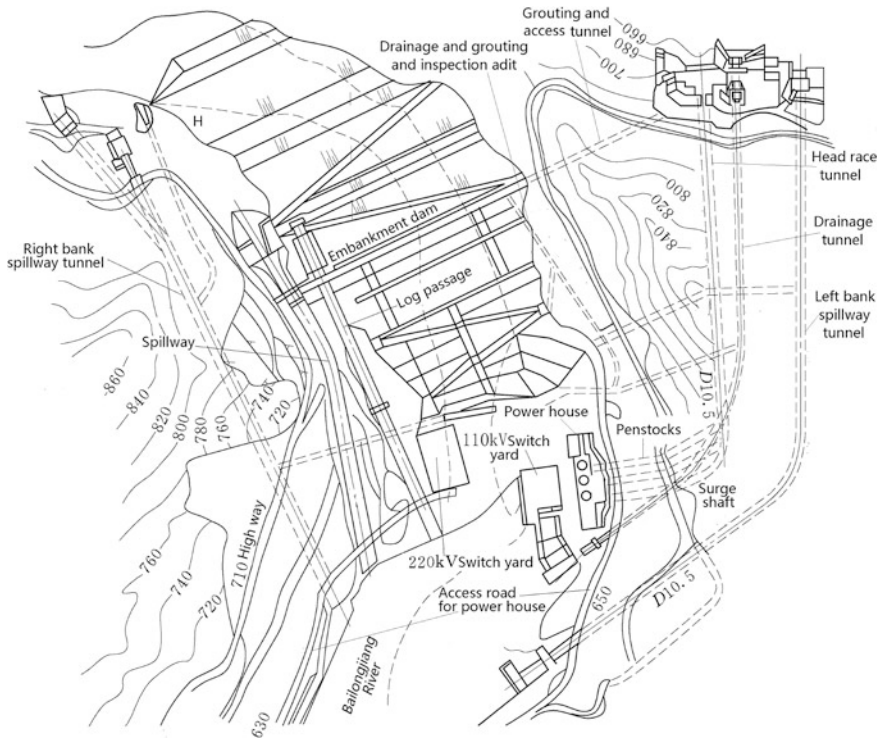 Grouting and
access tunnel
660
680
700
Drainage and grouting
and inspection adit
H
Head race
tunnel
800
820
840
Embankment dam
Drainage
tunnel
Right bank
spillway tunnel
Log passage
Left bank
spillway
tunnel
Spillway
860
840
820
800
780
760
740
720
D10.5
Power house
110kV Switch
yard
Penstocks
Surge
shaft
710 High way
760
740
720
220kV Switch yard
Access road
for power house
650
D10.5
Bailongjiang
River
630